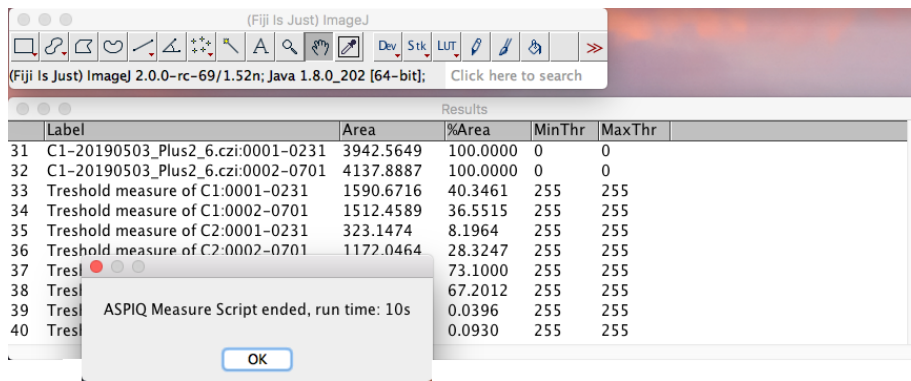 (Fiji Is Just) ImageJ
Dev Stk LUT
(Fiji Is Just) ImageJ 2.0.0-rc-69/1.52n; Java 1.8.0_202 [64-bit]; Click here to search
Results
Label Area %Area MinThr MaxThr
31 C1-20190503_Plus2_6.czi:0001-0231 3942.5649 100.0000 0 0
32 C1-20190503_Plus2_6.czi:0002-0701 4137.8887 100.0000 0 0
33 Treshold measure of C1:0001-0231 1590.6716 40.3461 255 255
34 Treshold measure of C1:0002-0701 1512.4589 36.5515 255 255
35 Treshold measure of C2:0001-0231 323.1474 8.1964 255 255
36 Treshold measure of C2:0002-0701 1172.0464 28.3247 255 255
37 73.1000 255 255
38 67.2012 255 255
39 0.0396 255 255
40 0.0930 255 255
ASPIQ Measure Script ended, run time: 10s
OK